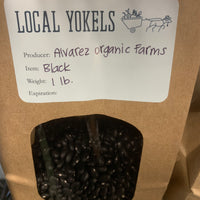 LOCAL YOKELS
Producer: Alvarez Organic Farms
Item: Black
Weight: 1 lb.
Expiration: